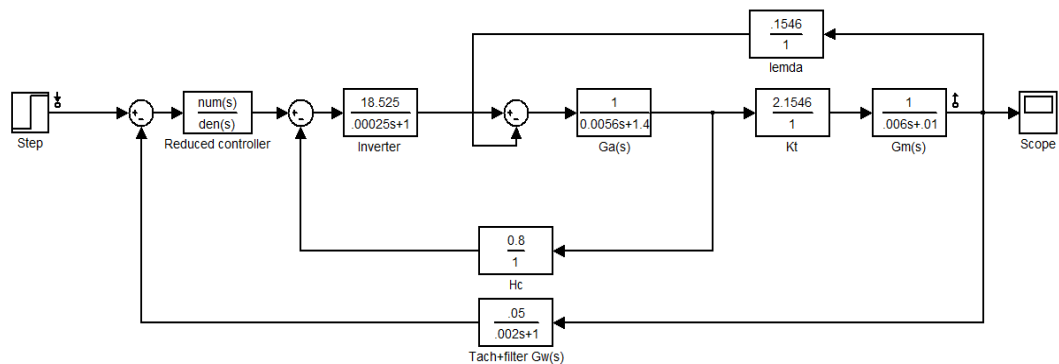 .1546
1
lemda
+
-
num(s)
den(s)
+
-
18.525
.00025s+1
+
-
1
0.0056s+1.4
2.1546
1
1
.006s+.01
Step
Reduced controller
Inverter
Ga(s)
Kt
Gm(s)
Scope
0.8
1
Hc
.05
.002s+1
Tach+filter Gw(s)